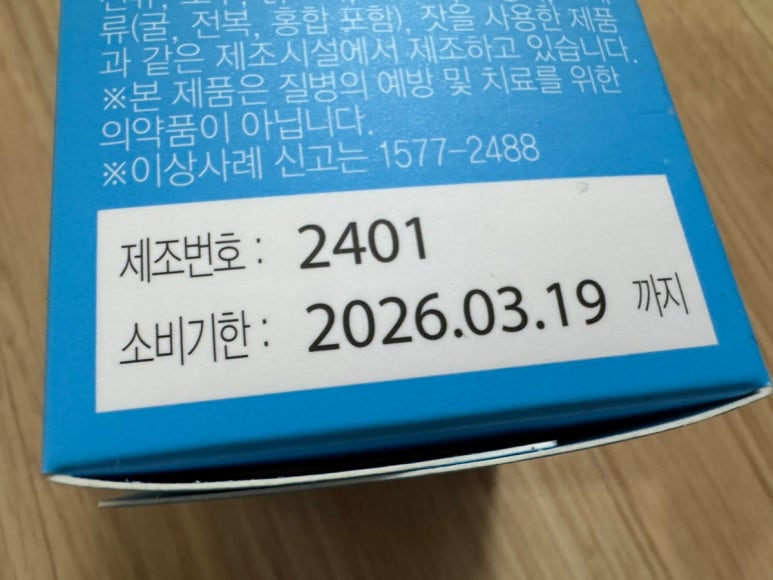 류(굴, 전복, 홍합 포함), 잣을 사용한 제품
과 같은 제조시설에서 제조하고 있습니다.
※본 제품은 질병의 예방 및 치료를 위한
의약품이 아닙니다.
※이상사례 신고는 1577-2488
제조번호 : 2401
소비기한 : 2026.03.19 까지